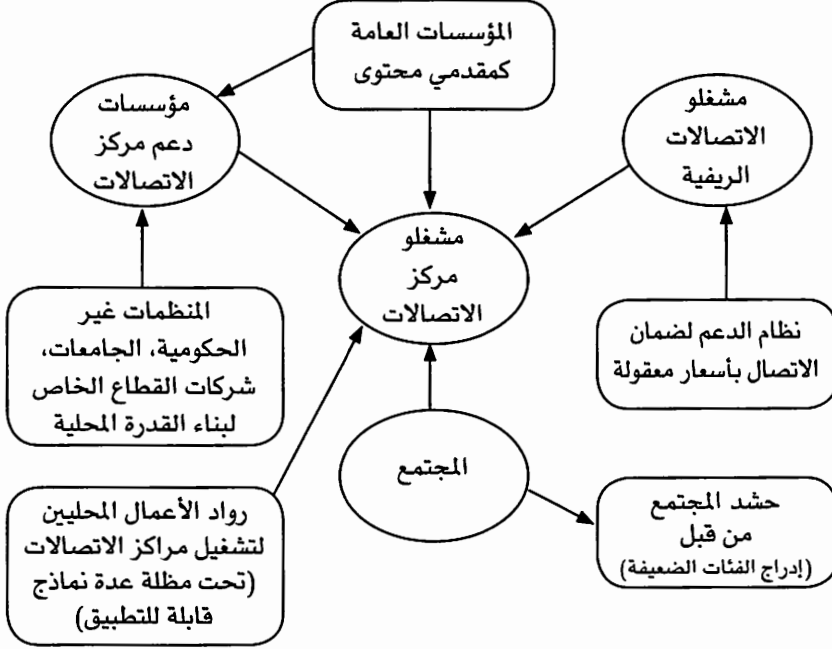 المؤسسات العامة
كمقدمي محتوى
مشغلو
الاتصالات
الريفية
مؤسسات
دعم مركز
الاتصالات
مشغلو
مركز
الاتصالات
نظام الدعم لضمان
الاتصال بأسعار معقولة
المنظمات غير
الحكومية، الجامعات،
شركات القطاع الخاص
لبناء القدرة المحلية
المجتمع
حشد المجتمع
من قبل
(إدراج الفئات الضعيفة)
رواد الأعمال المحليين
لتشغيل مراكز الاتصالات
(تحت مظلة عدة نماذج
قابلة للتطبيق)